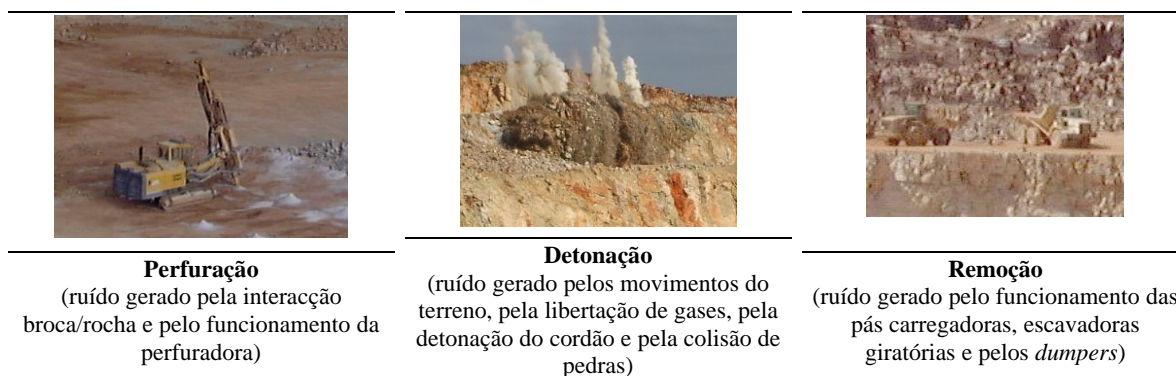 Perfuração
(ruído gerado pela interacção
broca/rocha e pelo funcionamento da
perfuradora)
Detonação
(ruído gerado pelos movimentos do
terreno, pela libertação de gases, pela
detonação do cordão e pela colisão de
pedras)
Remoção
(ruído gerado pelo funcionamento das
pás carregadoras, escavadoras
giratórias e pelos dumpers)